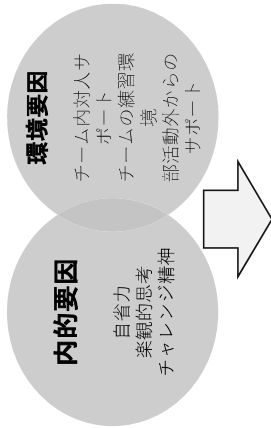 内的要因
自省力
楽観的思考
チャレンジ精神
環境要因
チーム内対人サ
ポート
チームの練習環
境
部活動外からの
サポート